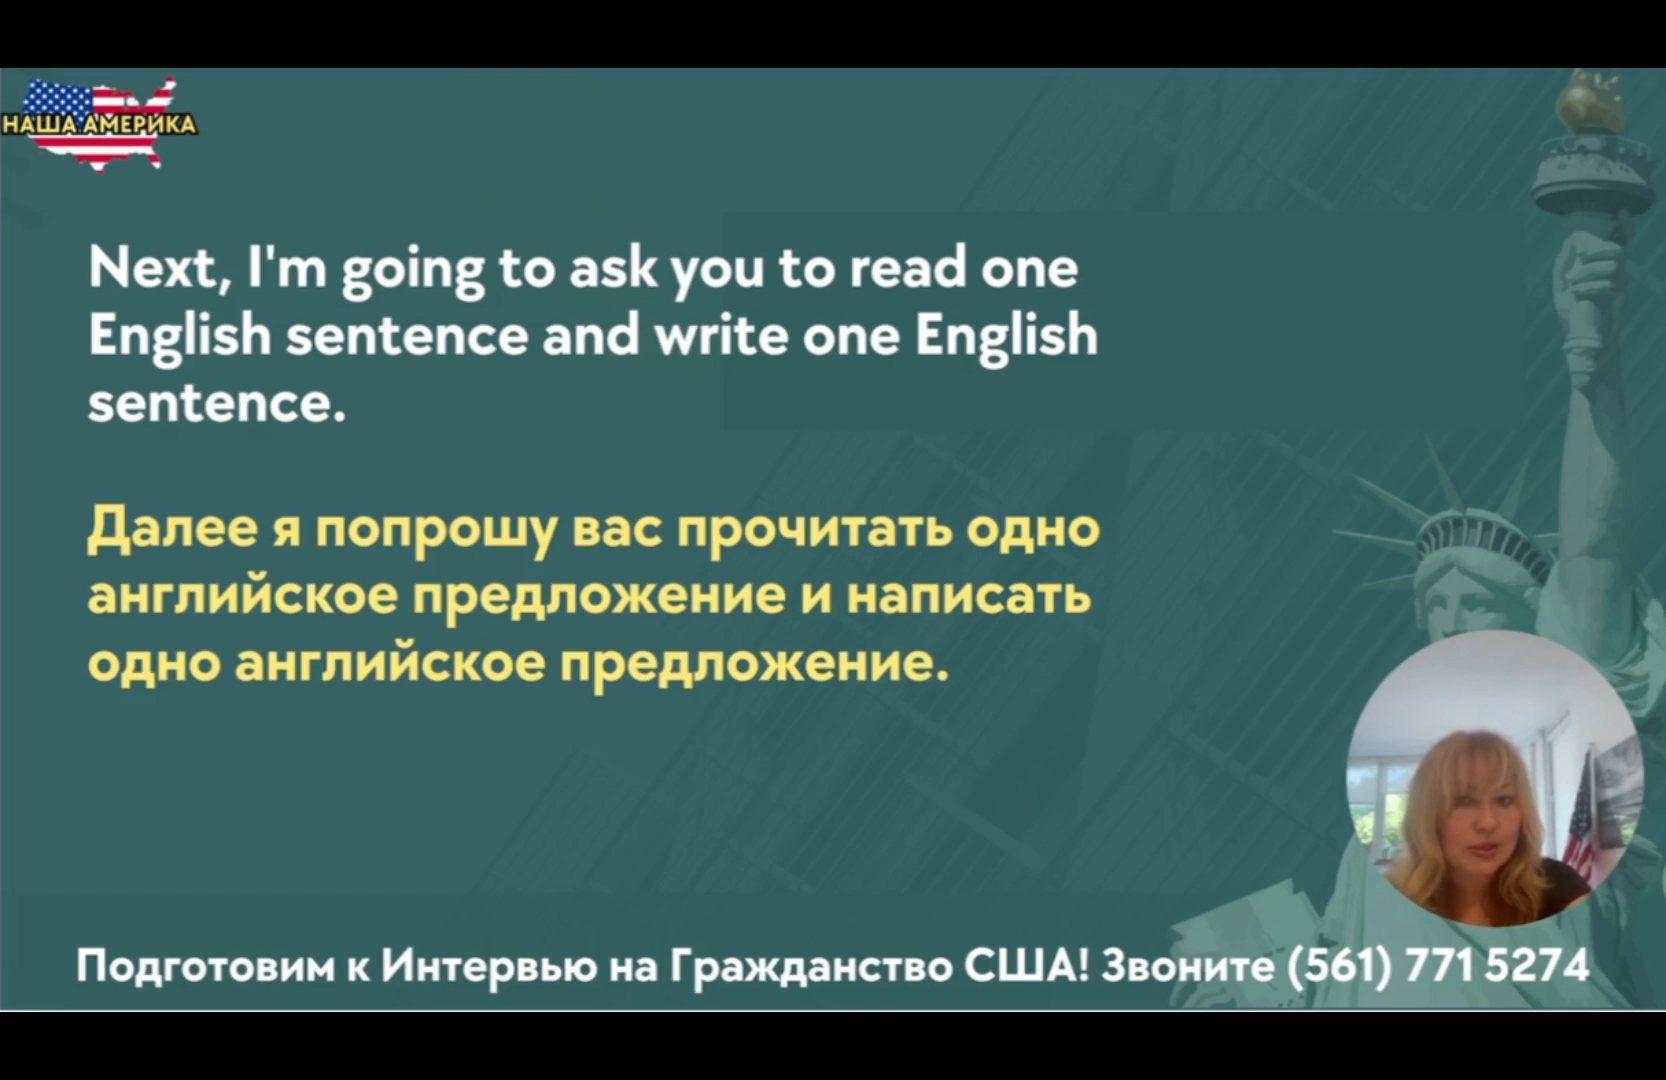 НАША АМЕРИКА
Next, I'm going to ask you to read one
English sentence and write one English
sentence.
Далее я попрошу вас прочитать одно
английское предложение и написать
одно английское предложение.
Подготовим к Интервью на Гражданство США! Звоните (561) 771 5274